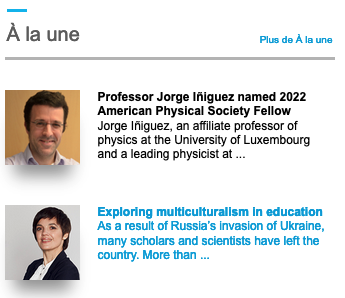 À la une
Plus de À la une
Professor Jorge Iñiguez named 2022
American Physical Society Fellow
Jorge Iñiguez, an affiliate professor of
physics at the University of Luxembourg
and a leading physicist at ...
Exploring multiculturalism in education
As a result of Russia's invasion of Ukraine,
many scholars and scientists have left the
country. More than ...